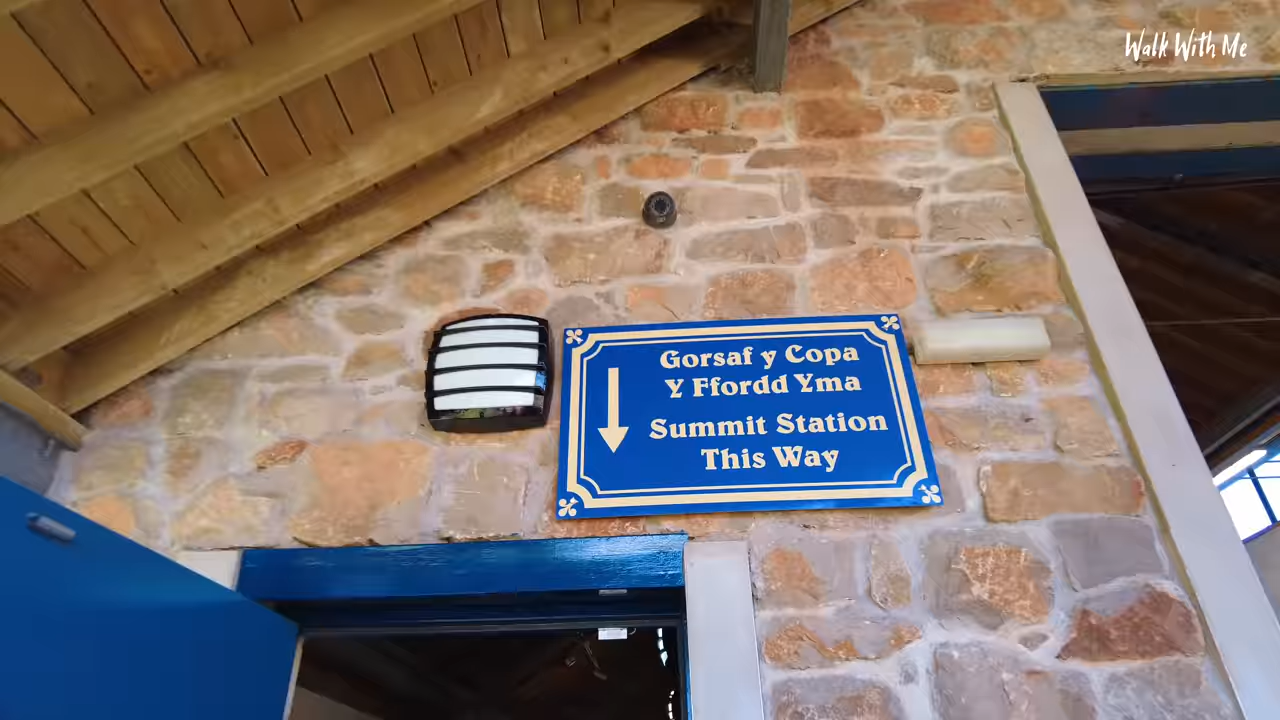 Walk With Me
Gorsaf y Copa
Y Ffordd Yma
Summit Station
This Way